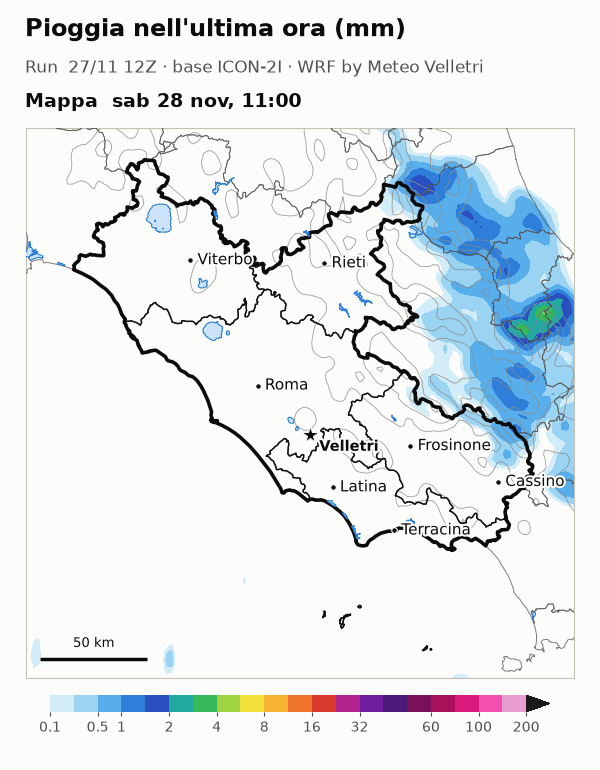 Pioggia nell'ultima ora (mm)
Run  27/11 12Z · base ICON-2I · WRF by Meteo Velletri
Mappa  sab 28 nov, 11:00
Viterbo
Rieti
Roma
Velletri
Frosinone
Cassino
Latina
Terracina
50 km
0.1 0.5 1 2 4 8 16 32 60 100 200